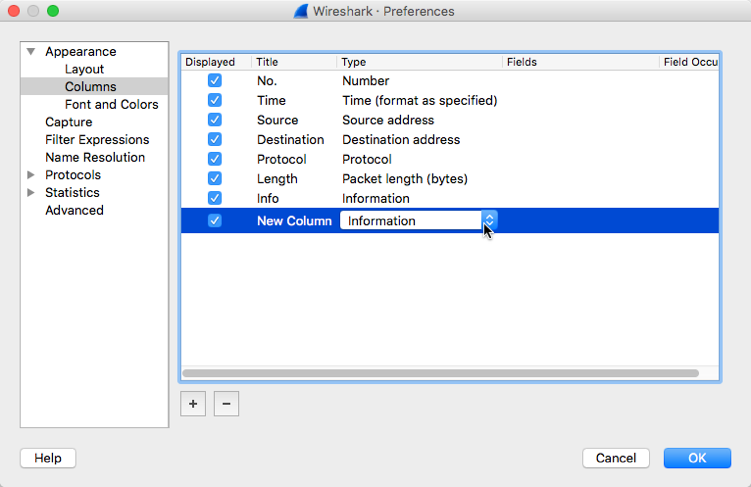 Wireshark · Preferences
Appearance
Layout
Columns
Font and Colors
Capture
Filter Expressions
Name Resolution
Protocols
Statistics
Advanced
Displayed Title Type Fields Field Occu
No. Number
Time Time (format as specified)
Source Source address
Destination Destination address
Protocol Protocol
Length Packet length (bytes)
Info Information
New Column Information
+ −
Help Cancel OK